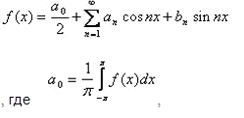 f(x) = a₀/2 + ∑_{n=1}^{∞} aₙ cos nx + bₙ sin nx
, где a₀ = 1/π ∫_{-π}^{π} f(x)dx ,